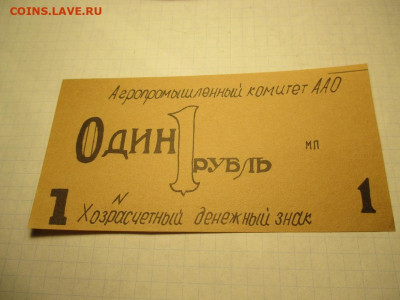 COINS.LAVE.RU
Агропромышленный комитет ААО
Один 1 рубль
МП
N
1 Хозрасчетный денежный знак 1